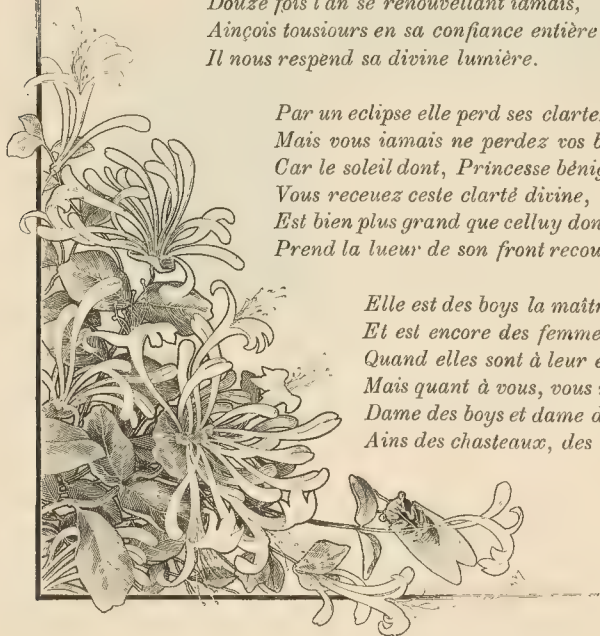 Douze fois l'an se renouvellant iamais,
Ainçois tousiours en sa confiance entière
Il nous respend sa divine lumière.
Par un eclipse elle perd ses
Mais vous iamais ne perdez vos
Car le soleil dont, Princesse
Vous receuez ceste clarté divine,
Est bien plus grand que celluy
Prend la lueur de son front
Elle est des boys la
Et est encore des
Quand elles sont à leur
Mais quant à vous, vous
Dame des boys et dame
Ains des chasteaux, des